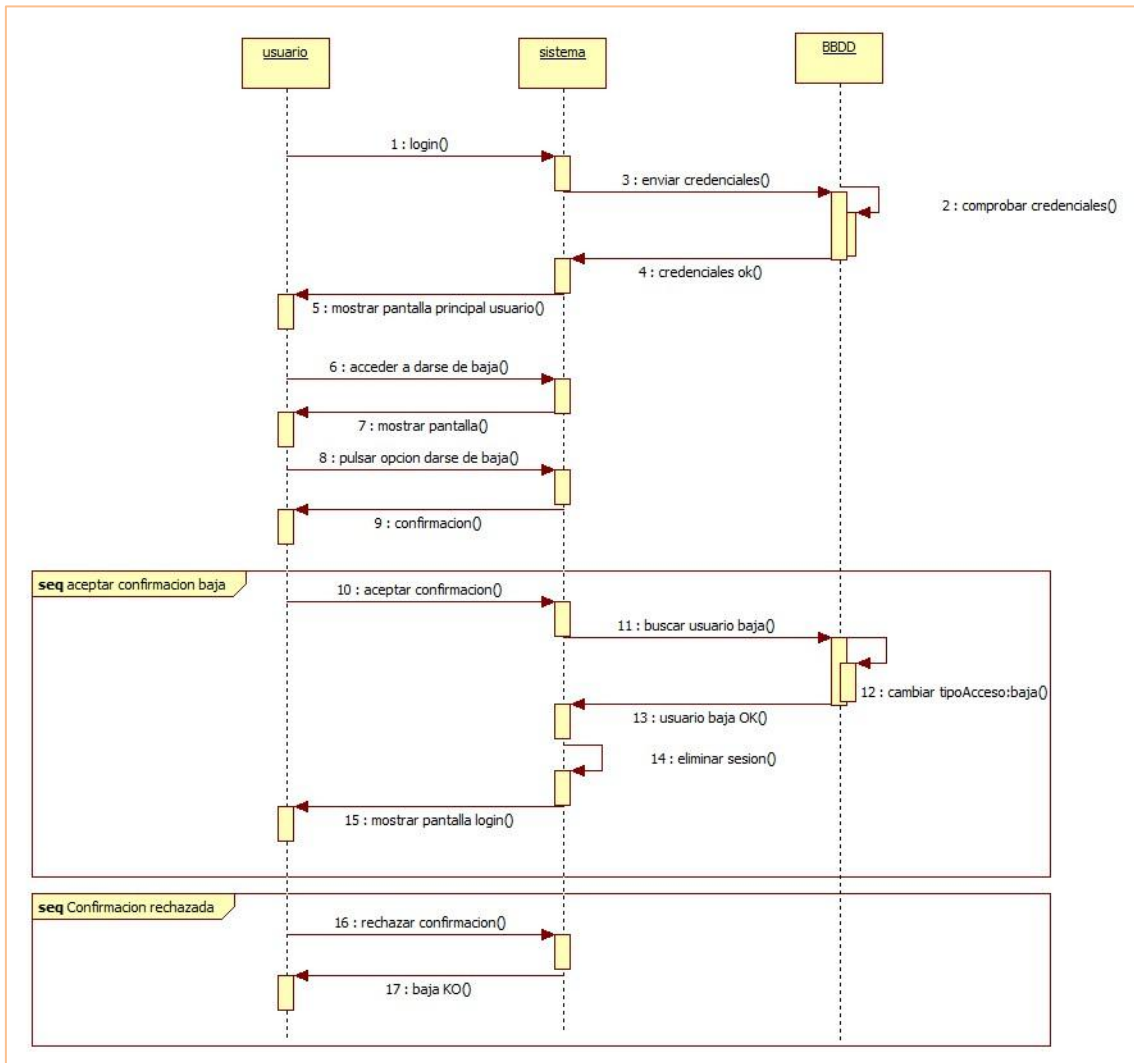 usuario
sistema
BBDD
1 : login()
3 : enviar credenciales()
2 : comprobar credenciales()
4 : credenciales ok()
5 : mostrar pantalla principal usuario()
6 : acceder a darse de baja()
7 : mostrar pantalla()
8 : pulsar opcion darse de baja()
9 : confirmacion()
seq aceptar confirmacion baja
10 : aceptar confirmacion()
11 : buscar usuario baja()
12 : cambiar tipoAcceso:baja()
13 : usuario baja OK()
14 : eliminar sesion()
15 : mostrar pantalla login()
seq Confirmacion rechazada
16 : rechazar confirmacion()
17 : baja KO()